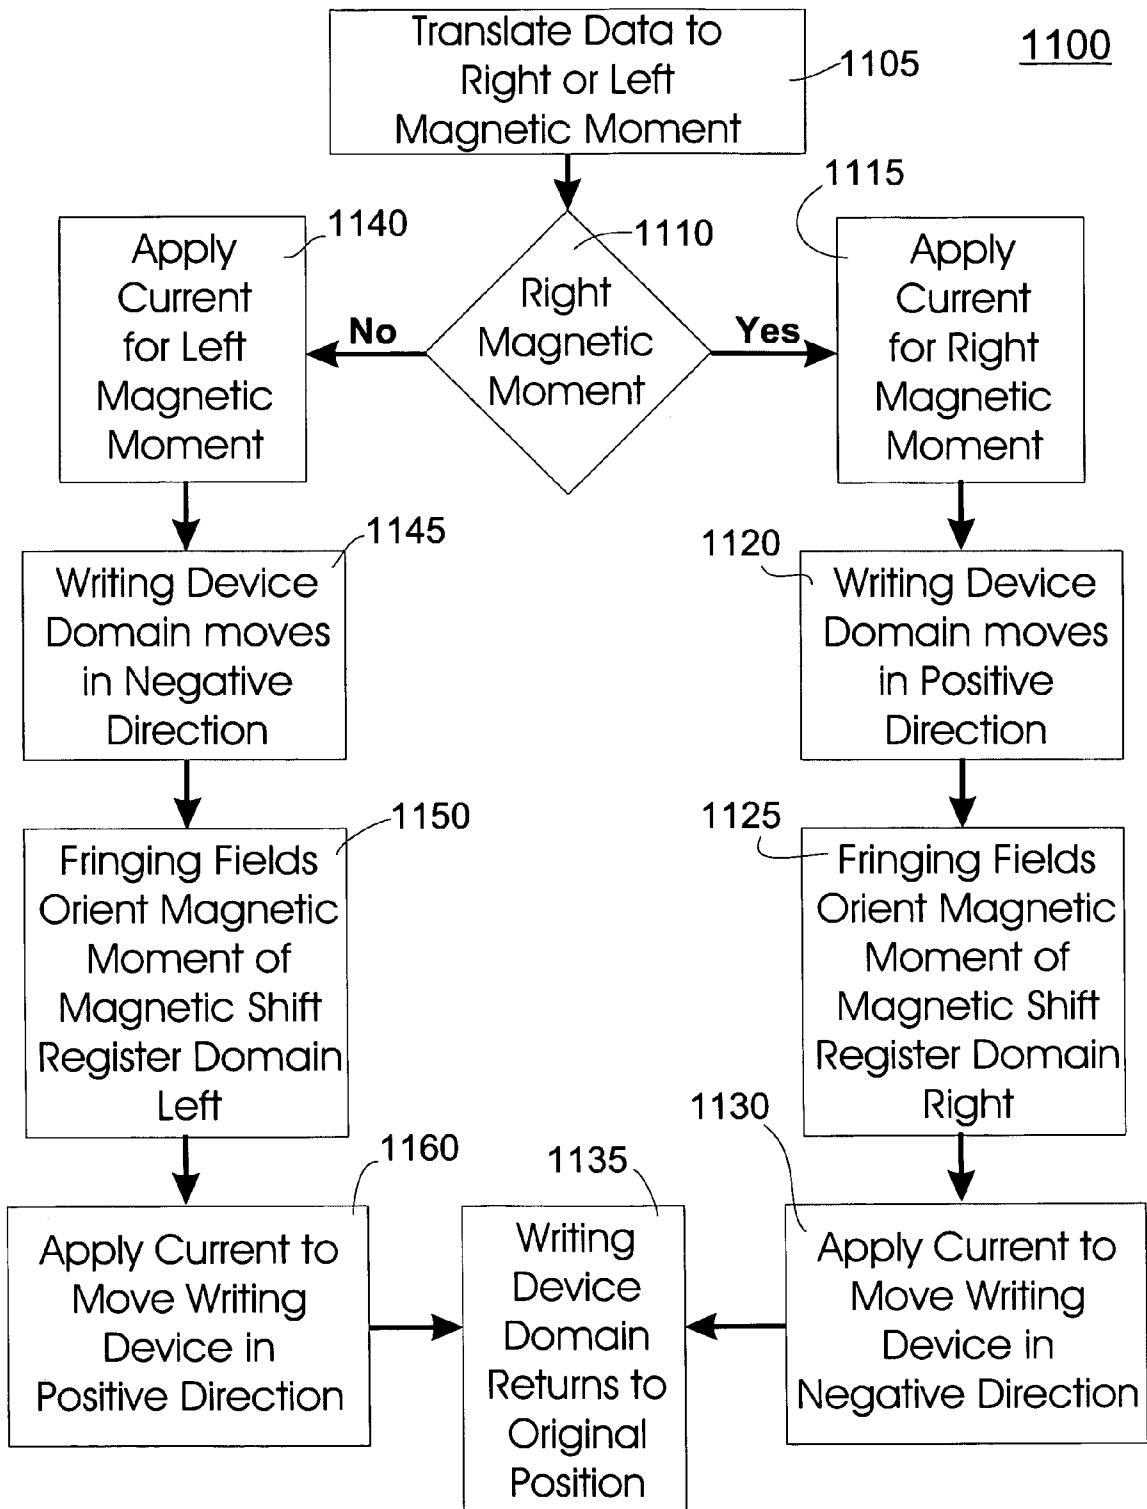 1100
Translate Data to
Right or Left
Magnetic Moment
1105
1110
Right
Magnetic
Moment
No
Yes
1140
Apply
Current
for Left
Magnetic
Moment
1145
Writing Device
Domain moves
in Negative
Direction
1150
Fringing Fields
Orient Magnetic
Moment of
Magnetic Shift
Register Domain
Left
1160
Apply Current to
Move Writing
Device in
Positive Direction
1115
Apply
Current
for Right
Magnetic
Moment
1120
Writing Device
Domain moves
in Positive
Direction
1125
Fringing Fields
Orient Magnetic
Moment of
Magnetic Shift
Register Domain
Right
1130
Apply Current to
Move Writing
Device in
Negative Direction
1135
Writing
Device
Domain
Returns to
Original
Position